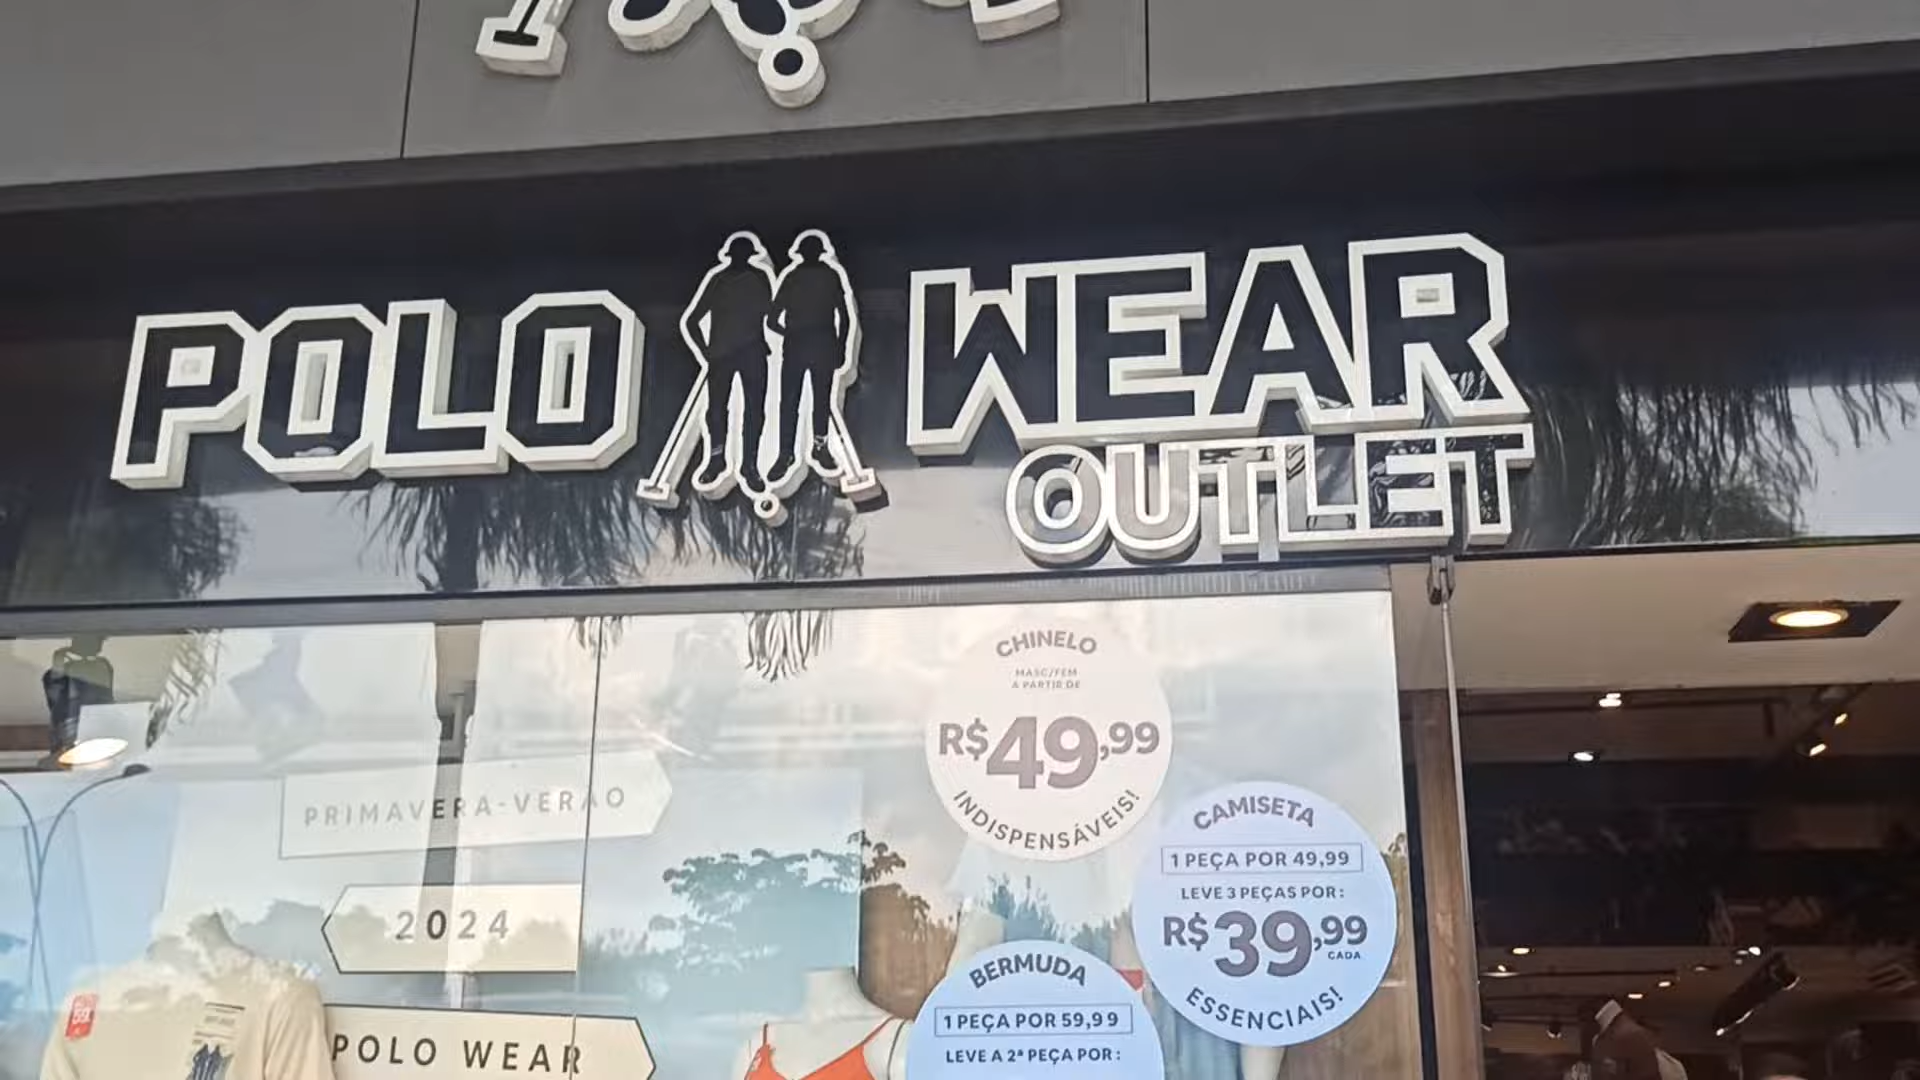 POLO WEAR
OUTLET
CHINELO
MASC/FEM
A PARTIR DE
R$49,99
INDISPENSÁVEIS!
PRIMAVERA-VERÃO
2024
POLO WEAR
CAMISETA
1 PEÇA POR 49,99
LEVE 3 PEÇAS POR:
R$39,99
CADA
ESSENCIAIS!
BERMUDA
1 PEÇA POR 59,99
LEVE A 2ª PEÇA POR: